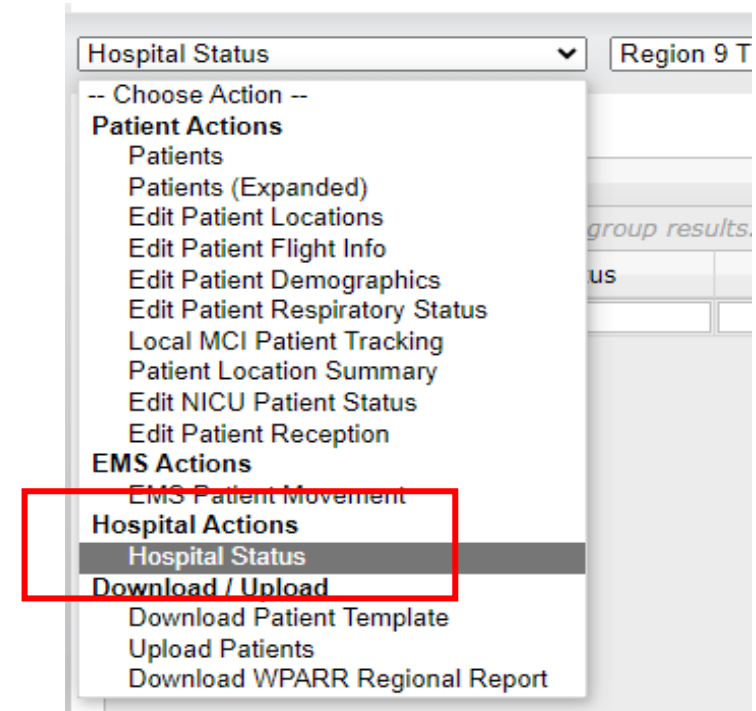 Hospital Status
Region 9 T
-- Choose Action --
Patient Actions
Patients
Patients (Expanded)
Edit Patient Locations
group results.
Edit Patient Flight Info
Edit Patient Demographics
us
Edit Patient Respiratory Status
Local MCI Patient Tracking
Patient Location Summary
Edit NICU Patient Status
Edit Patient Reception
EMS Actions
EMS Patient Movement
Hospital Actions
Hospital Status
Download / Upload
Download Patient Template
Upload Patients
Download WPARR Regional Report